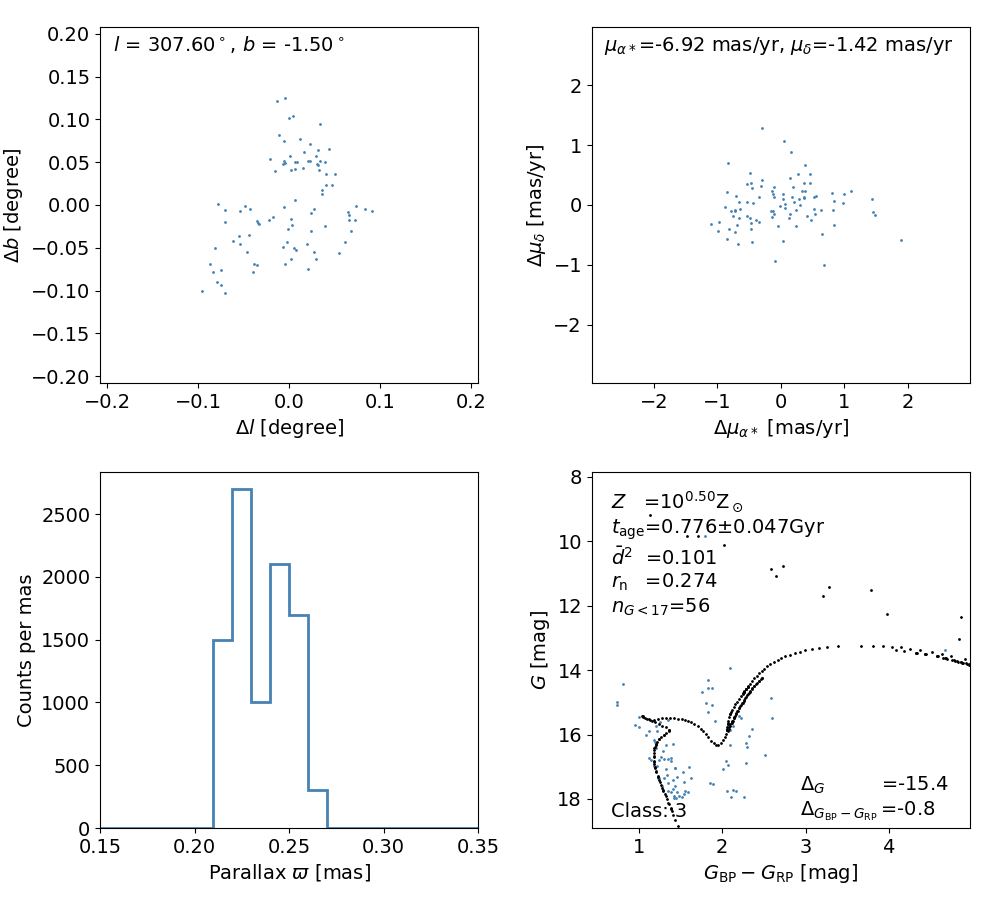 l = 307.60°, b = -1.50°
0.20
0.15
0.10
0.05
0.00
−0.05
−0.10
−0.15
−0.20
−0.2 −0.1 0.0 0.1 0.2
Δb [degree]
Δl [degree]
μα*=-6.92 mas/yr, μδ=-1.42 mas/yr
2
1
0
−1
−2
−2 −1 0 1 2
Δμδ [mas/yr]
Δμα* [mas/yr]
2500
2000
1500
1000
500
0
0.15 0.20 0.25 0.30 0.35
Counts per mas
Parallax ϖ [mas]
8
10
12
14
16
18
1 2 3 4
G [mag]
G_BP − G_RP [mag]
Z =10^0.50 Z⊙
t_age=0.776±0.047Gyr
d̄² =0.101
r_n =0.274
n_G<17=56
Δ_G =-15.4
Δ_G_BP−G_RP =-0.8
Class: 3